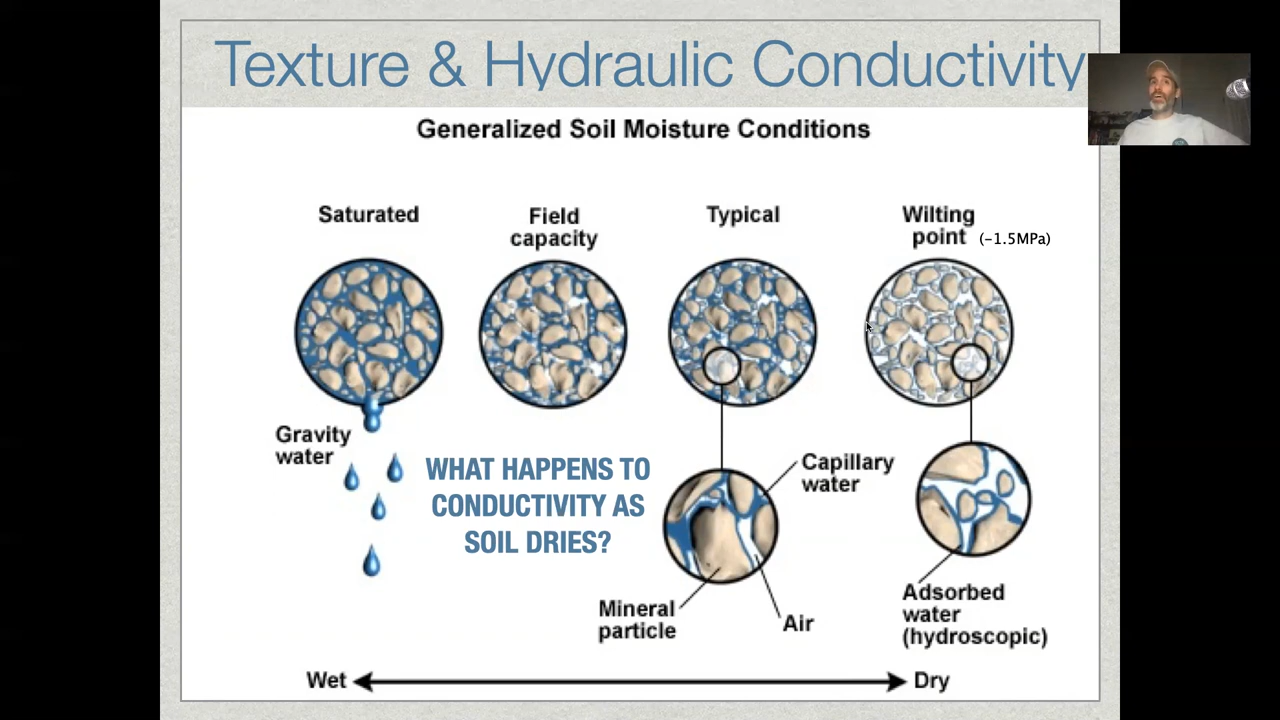 Texture & Hydraulic Conductivity
Generalized Soil Moisture Conditions
Saturated
Field
capacity
Typical
Wilting
point (-1.5MPa)
Gravity
water
WHAT HAPPENS TO
CONDUCTIVITY AS
SOIL DRIES?
Capillary
water
Mineral
particle
Air
Adsorbed
water
(hydroscopic)
Wet
Dry